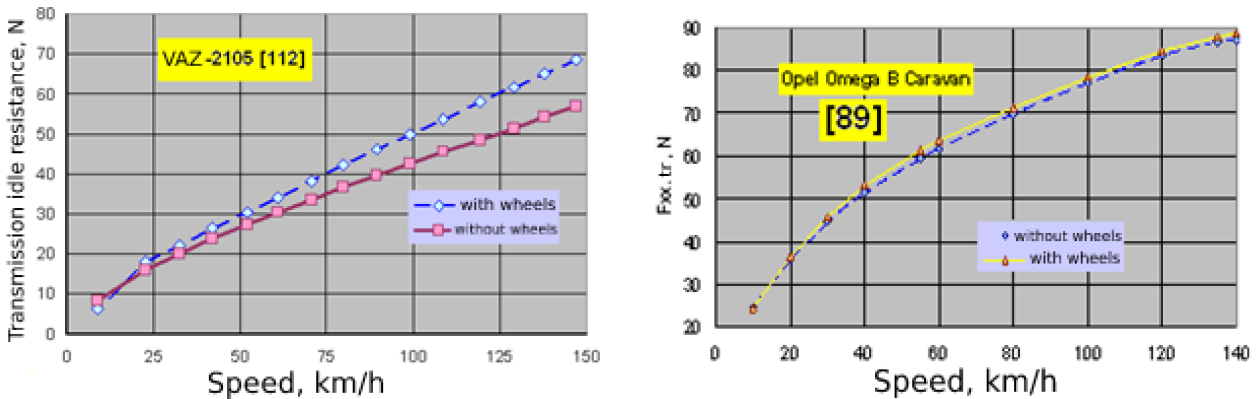 Transmission idle resistance, N
80
70
60
50
40
30
20
10
0
VAZ-2105 [112]
with wheels
without wheels
0 25 50 75 100 125 150
Speed, km/h
Fxx. tr, N
90
80
70
60
50
40
30
20
Opel Omega B Caravan
[89]
without wheels
with wheels
0 20 40 60 80 100 120 140
Speed, km/h